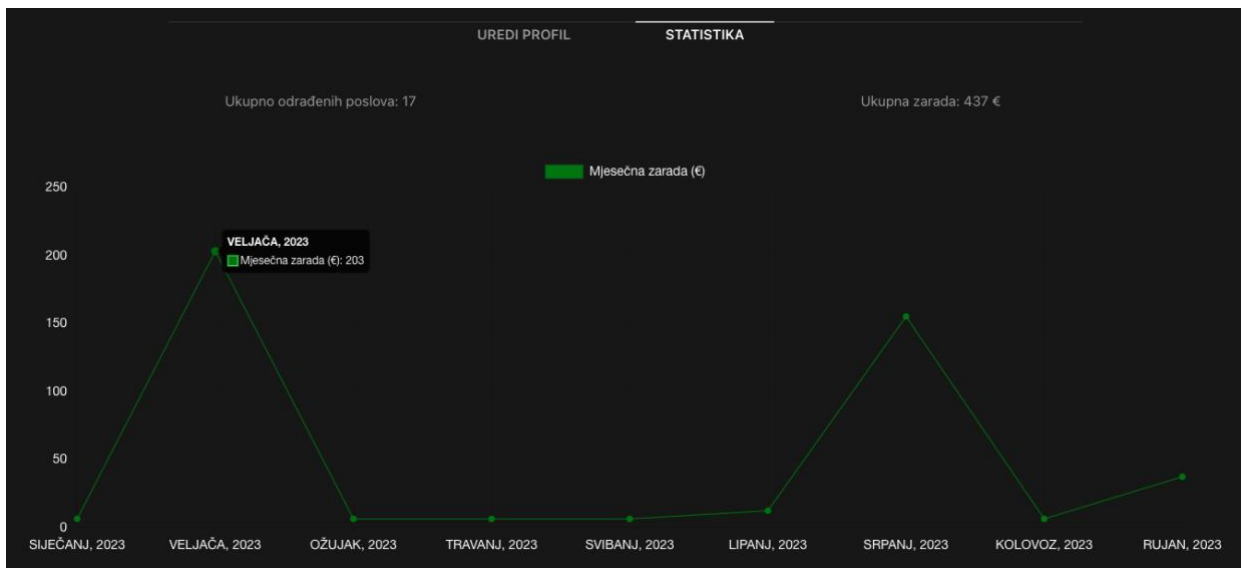 UREDI PROFIL STATISTIKA
Ukupno odrađenih poslova: 17 Ukupna zarada: 437 €
Mjesečna zarada (€)
250
VELJAČA, 2023
200
Mjesečna zarada (€): 203
150
100
50
0
SIJEČANJ, 2023 VELJAČA, 2023 OŽUJAK, 2023 TRAVANJ, 2023 SVIBANJ, 2023 LIPANJ, 2023 SRPANJ, 2023 KOLOVOZ, 2023 RUJAN, 2023